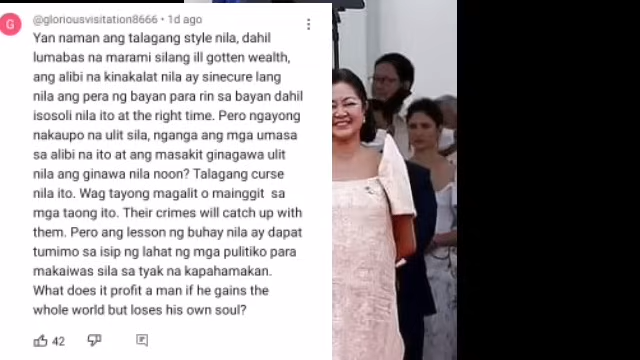 G
@gloriousvisitation8666 • 1d ago
Yan naman ang talagang style nila, dahil
lumabas na marami silang ill gotten wealth,
ang alibi na kinakalat nila ay sinecure lang
nila ang pera ng bayan para rin sa bayan dahil
isosoli nila ito at the right time. Pero ngayong
nakaupo na ulit sila, nganga ang mga umasa
sa alibi na ito at ang masakit ginagawa ulit
nila ang ginawa nila noon? Talagang curse
nila ito. Wag tayong magalit o mainggit sa
mga taong ito. Their crimes will catch up with
them. Pero ang lesson ng buhay nila ay dapat
tumimo sa isip ng lahat ng mga pulitiko para
makaiwas sila sa tyak na kapahamakan.
What does it profit a man if he gains the
whole world but loses his own soul?
42